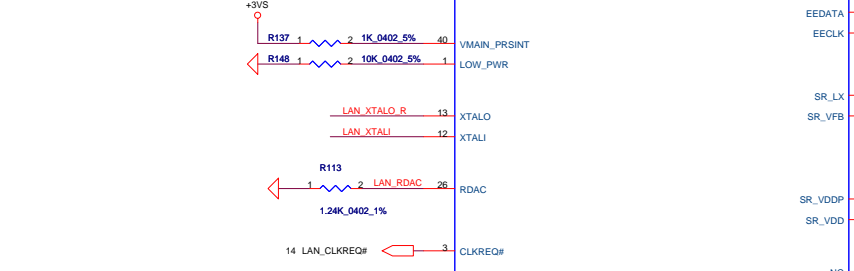 +3VS
EEDATA
EECLK
R137 1 2 1K_0402_5% 40 VMAIN_PRSINT
R148 1 2 10K_0402_5% 1 LOW_PWR
SR_LX
LAN_XTALO_R 13 XTALO
SR_VFB
LAN_XTALI 12 XTALI
R113
1 2 LAN_RDAC 26 RDAC
SR_VDDP
1.24K_0402_1%
SR_VDD
14 LAN_CLKREQ# 3 CLKREQ#